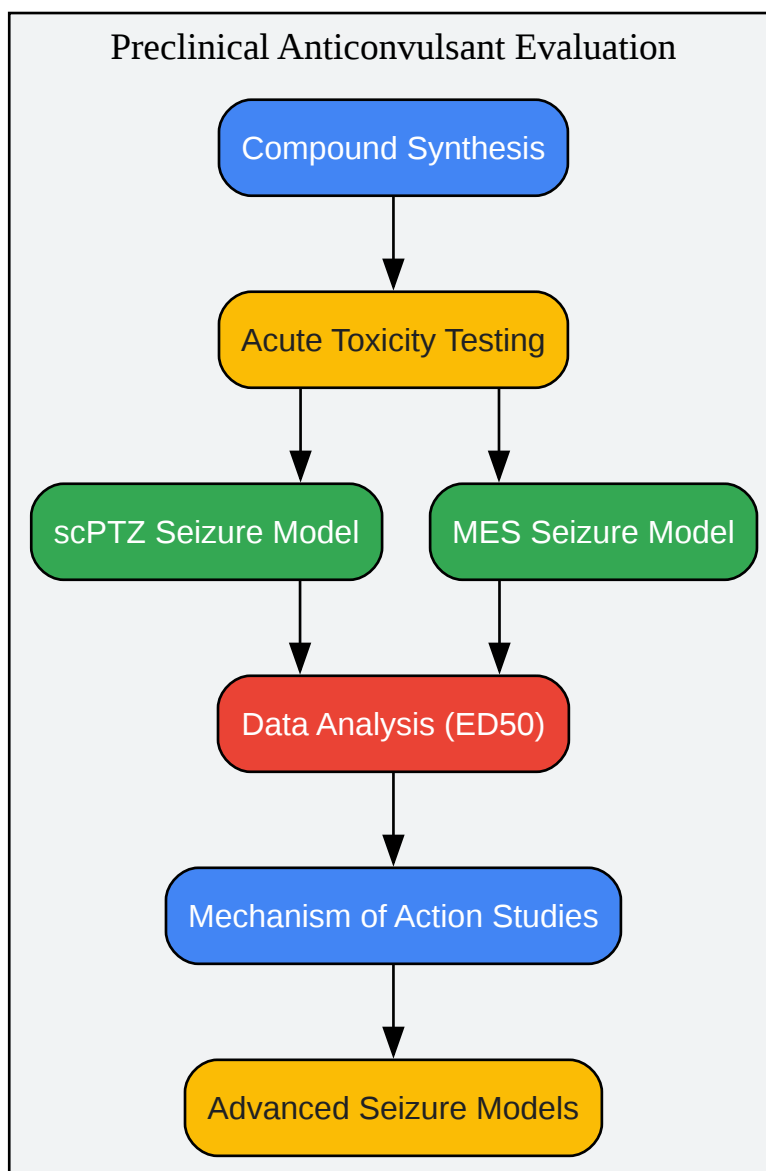 Preclinical Anticonvulsant Evaluation
Compound Synthesis
Acute Toxicity Testing
scPTZ Seizure Model
MES Seizure Model
Data Analysis (ED50)
Mechanism of Action Studies
Advanced Seizure Models